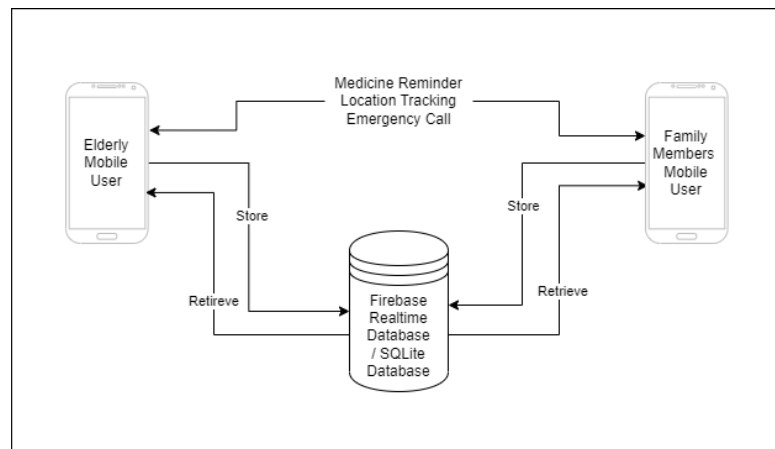 Medicine Reminder
Location Tracking
Emergency Call
Elderly
Mobile
User
Family
Members
Mobile
User
Store
Store
Retireve
Retrieve
Firebase
Realtime
Database
/ SQLite
Database